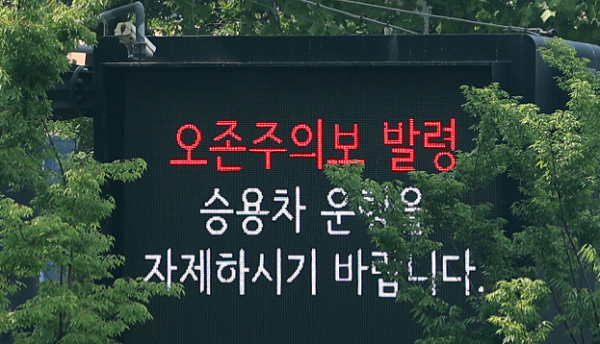 오존주의보 발령
승용차 운행을
자제하시기 바랍니다.